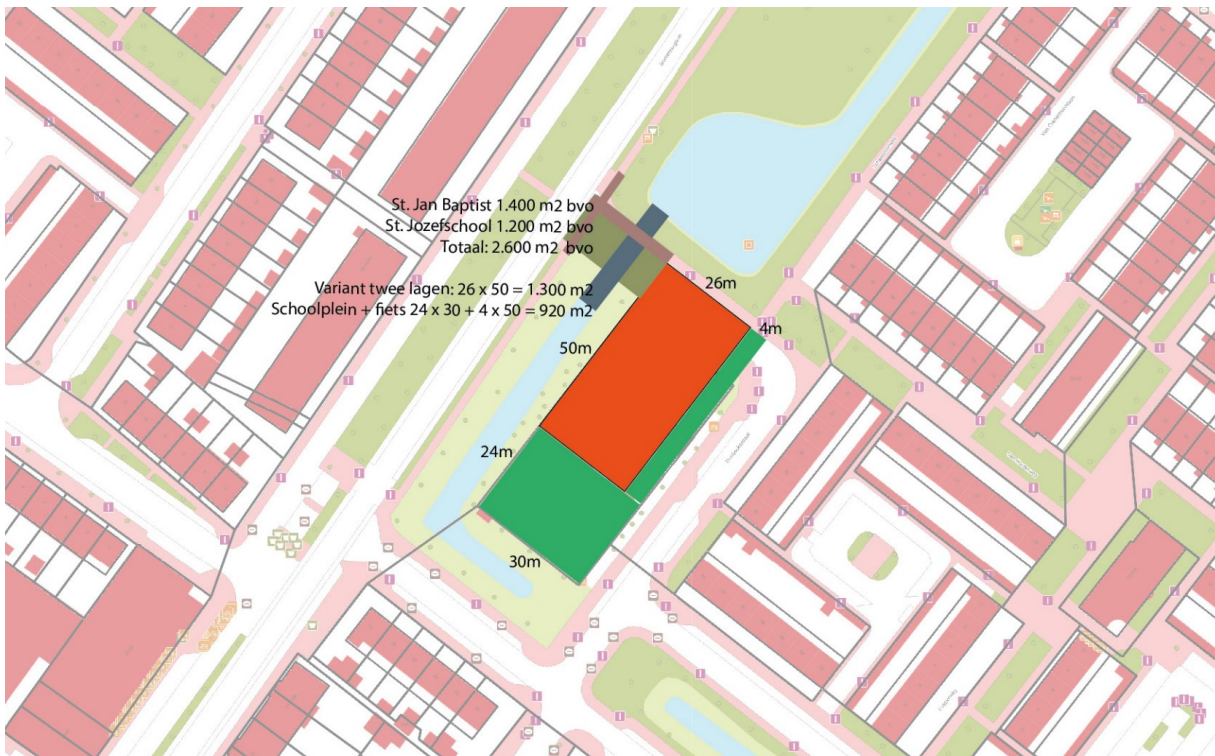 St. Jan Baptist 1.400 m2 bvo
St. Jozefschool 1.200 m2 bvo
Totaal: 2.600 m2 bvo
Variant twee lagen: 26 x 50 = 1.300 m2
Schoolplein + fiets 24 x 30 + 4 x 50 = 920 m2
26m
4m
50m
24m
30m